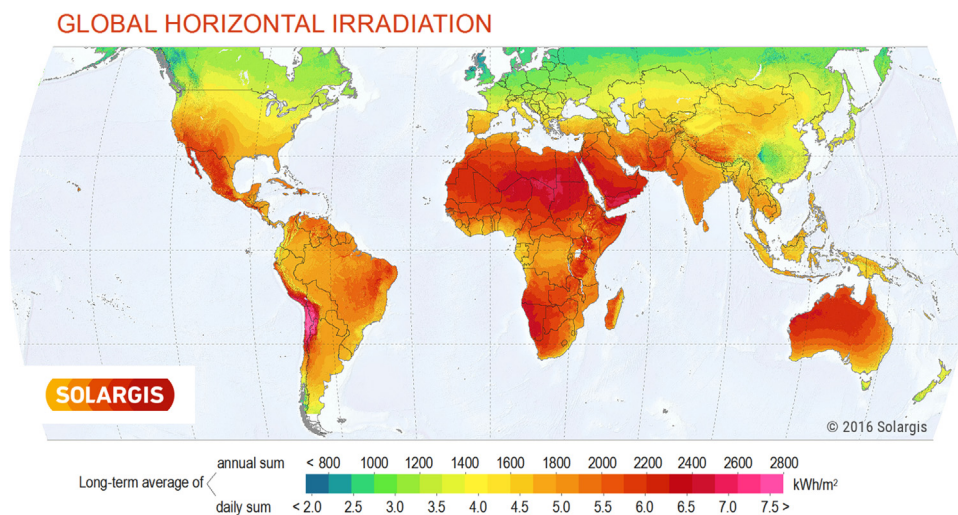 GLOBAL HORIZONTAL IRRADIATION
SOLARGIS
© 2016 Solargis
annual sum < 800 1000 1200 1400 1600 1800 2000 2200 2400 2600 2800
Long-term average of kWh/m²
daily sum < 2.0 2.5 3.0 3.5 4.0 4.5 5.0 5.5 6.0 6.5 7.0 7.5 >